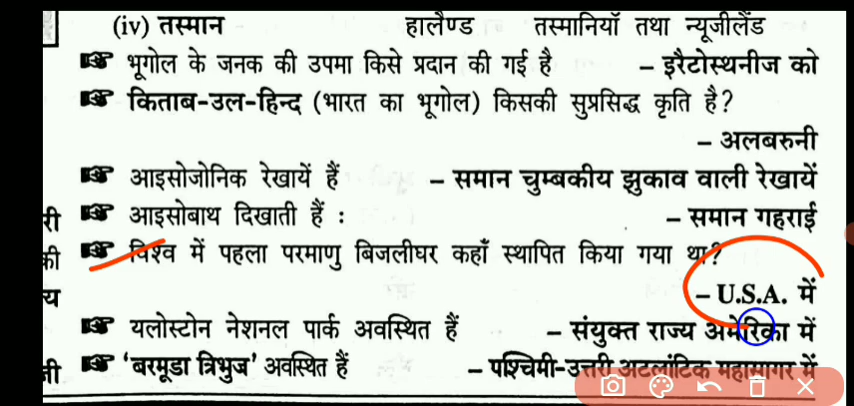 (iv) तस्मान हालैण्ड तस्मानियाँ तथा न्यूजीलैंड
भूगोल के जनक की उपमा किसे प्रदान की गई है – इरैटोस्थनीज को
किताब-उल-हिन्द (भारत का भूगोल) किसकी सुप्रसिद्ध कृति है?
– अलबरुनी
आइसोजोनिक रेखायें हैं – समान चुम्बकीय झुकाव वाली रेखायें
री आइसोबाथ दिखाती हैं : – समान गहराई
की विश्व में पहला परमाणु बिजलीघर कहाँ स्थापित किया गया था?
य – U.S.A. में
यलोस्टोन नेशनल पार्क अवस्थित हैं – संयुक्त राज्य अमेरिका में
'बरमूडा त्रिभुज' अवस्थित हैं – पश्चिमी-उत्तरी अटलांटिक महासागर में